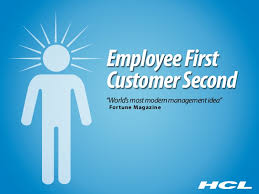 Employee First
Customer Second
"World's most modern management idea"
Fortune Magazine
HCL